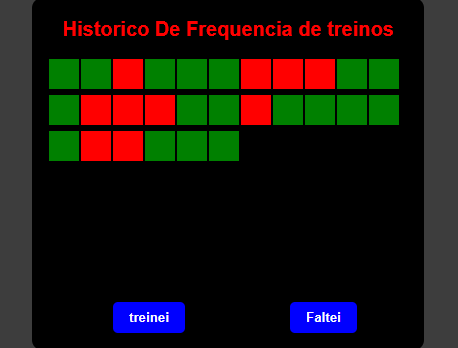 Historico De Frequencia de treinos
treinei
Faltei